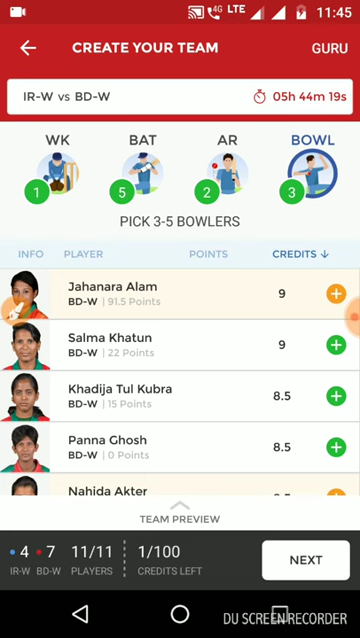 4G LTE 11:45
CREATE YOUR TEAM GURU
IR-W vs BD-W 05h 44m 19s
WK BAT AR BOWL
1 5 2 3
PICK 3-5 BOWLERS
INFO PLAYER POINTS CREDITS ↓
Jahanara Alam
BD-W | 91.5 Points
9
Salma Khatun
BD-W | 22 Points
9
Khadija Tul Kubra
BD-W | 15 Points
8.5
Panna Ghosh
BD-W | 0 Points
8.5
Nahida Akter
TEAM PREVIEW
4 7 11/11 1/100
IR-W BD-W PLAYERS CREDITS LEFT
NEXT
DU SCREEN RECORDER